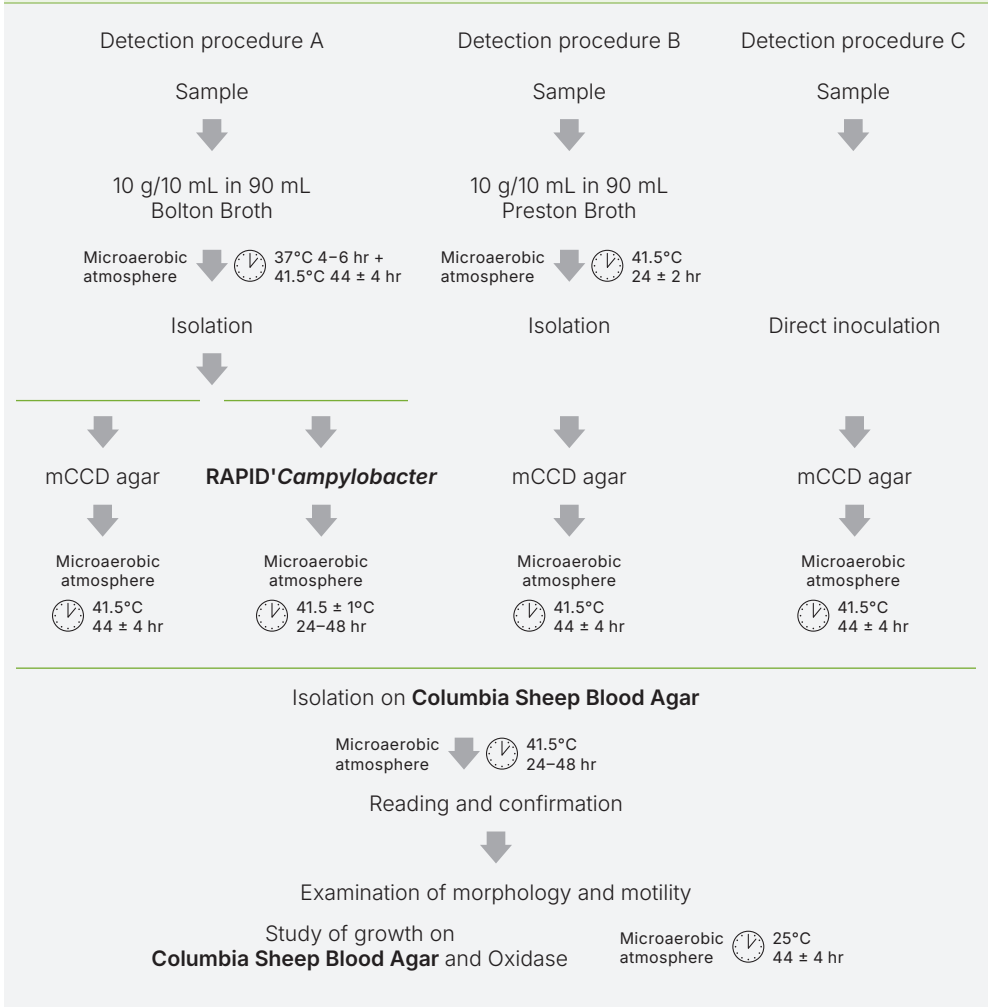 Detection procedure A
Detection procedure B
Detection procedure C
Sample
Sample
Sample
10 g/10 mL in 90 mL
Bolton Broth
10 g/10 mL in 90 mL
Preston Broth
Microaerobic
atmosphere
37°C 4–6 hr +
41.5°C 44 ± 4 hr
Microaerobic
atmosphere
41.5°C
24 ± 2 hr
Isolation
Isolation
Direct inoculation
mCCD agar
RAPID'Campylobacter
mCCD agar
mCCD agar
Microaerobic
atmosphere
41.5°C
44 ± 4 hr
Microaerobic
atmosphere
41.5 ± 1ºC
24–48 hr
Microaerobic
atmosphere
41.5°C
44 ± 4 hr
Microaerobic
atmosphere
41.5°C
44 ± 4 hr
Isolation on Columbia Sheep Blood Agar
Microaerobic
atmosphere
41.5°C
24–48 hr
Reading and confirmation
Examination of morphology and motility
Study of growth on
Columbia Sheep Blood Agar and Oxidase
Microaerobic
atmosphere
25°C
44 ± 4 hr